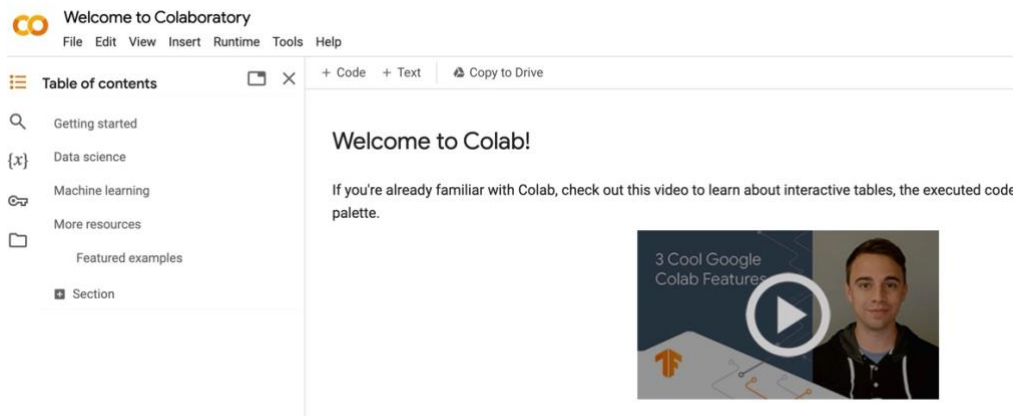 Welcome to Colaboratory
File Edit View Insert Runtime Tools Help
Table of contents
+ Code + Text Copy to Drive
Getting started
{x} Data science
Machine learning
More resources
Featured examples
Section
Welcome to Colab!
If you're already familiar with Colab, check out this video to learn about interactive tables, the executed code
palette.
3 Cool Google
Colab Features